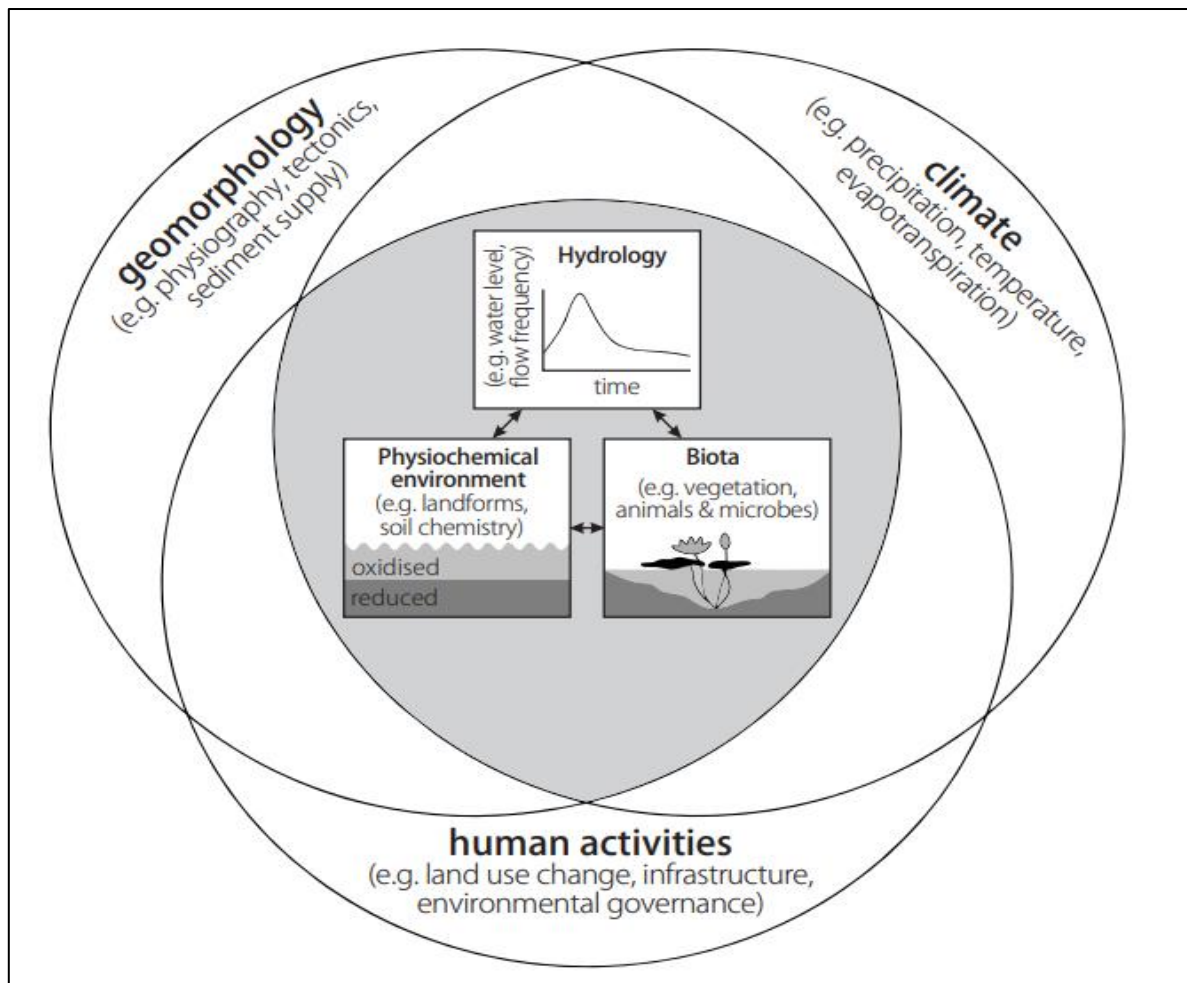 geomorphology
(e.g. physiography, tectonics,
sediment supply)
climate
(e.g. precipitation, temperature,
evapotranspiration)
Hydrology
(e.g. water level,
flow frequency)
time
Physiochemical
environment
(e.g. landforms,
soil chemistry)
oxidised
reduced
Biota
(e.g. vegetation,
animals & microbes)
human activities
(e.g. land use change, infrastructure,
environmental governance)